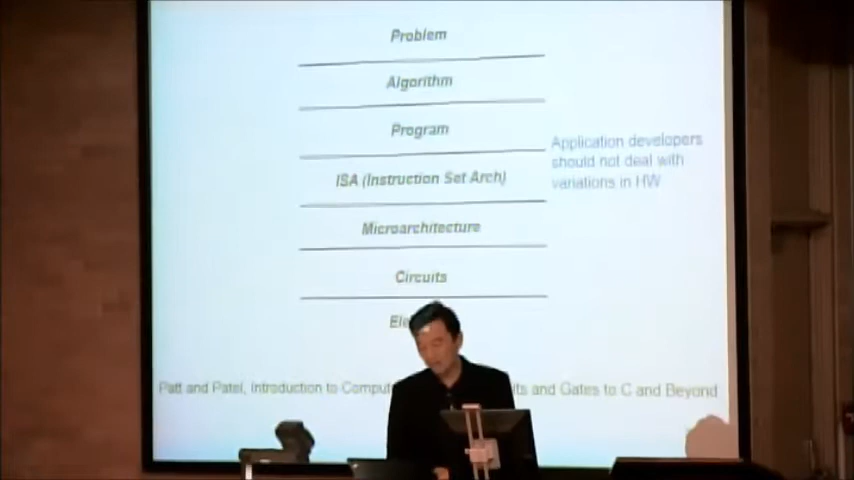 Problem
Algorithm
Program
Application developers
should not deal with
variations in HW
ISA (Instruction Set Arch)
Microarchitecture
Circuits
Patt and Patel, Introduction to and Gates to C and Beyond